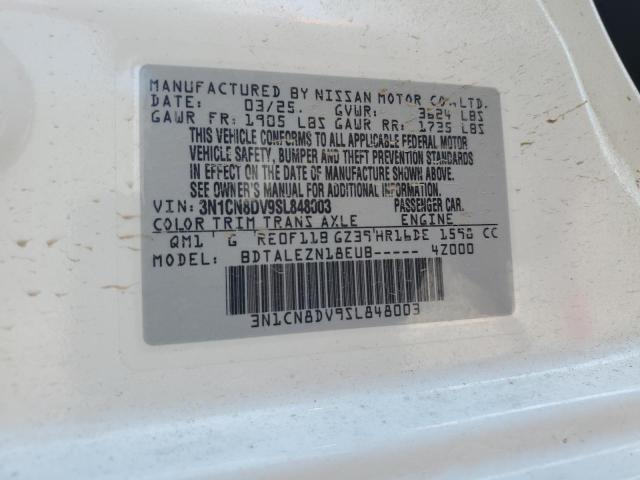 MANUFACTURED BY NISSAN MOTOR CO.,LTD.
DATE: 03/25. GVWR: 3624 LBS
GAWR FR: 1905 LBS GAWR RR: 1735 LBS
THIS VEHICLE CONFORMS TO ALL APPLICABLE FEDERAL MOTOR
VEHICLE SAFETY, BUMPER AND THEFT PREVENTION STANDARDS
IN EFFECT ON THE DATE OF MANUFACTURE SHOWN ABOVE.
SEE OWNER'S MANUAL FOR ADDITIONAL INFORMATION.
VIN: 3N1CN8DV9SL848003 PASSENGER CAR.
COLOR TRIM TRANS AXLE ENGINE
QM1 G RE0F11B GZ39 HR16DE 1598 CC
BDTALEZN18EUB----- 4Z000
3N1CN8DV9SL848003